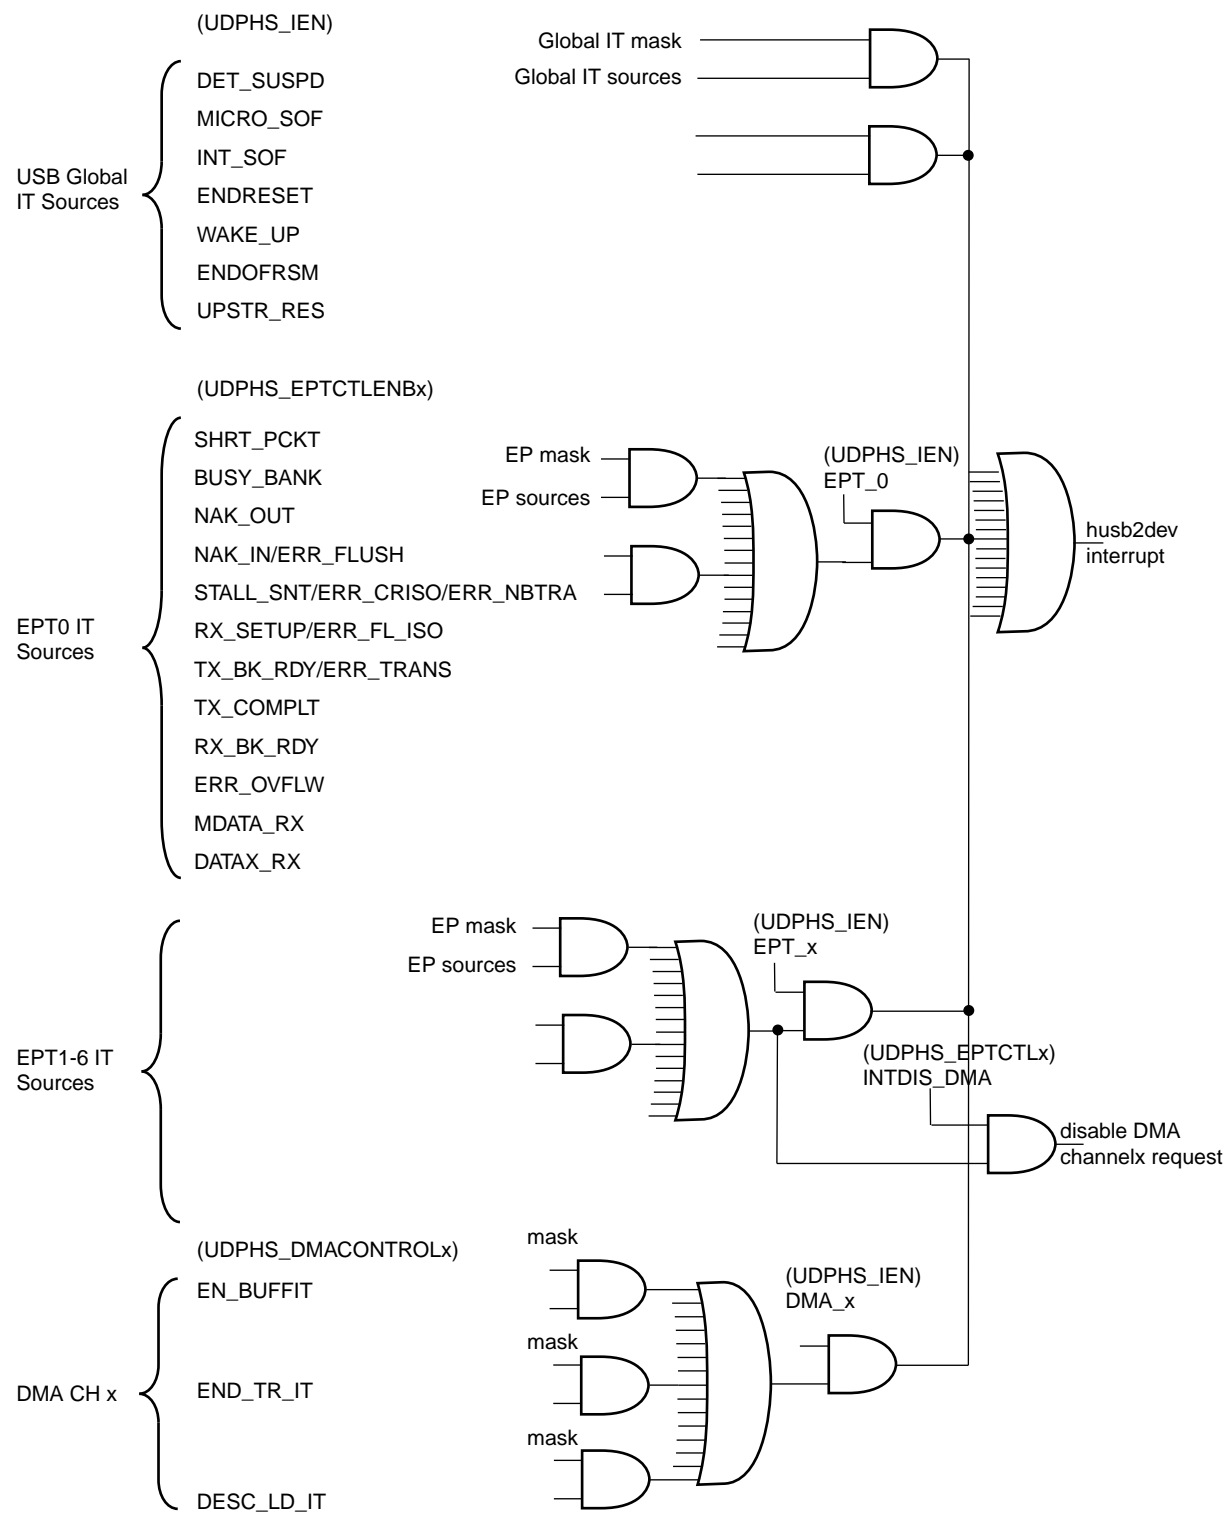 (UDPHS_IEN)
Global IT mask
Global IT sources
DET_SUSPD
MICRO_SOF
INT_SOF
ENDRESET
WAKE_UP
ENDOFRSM
UPSTR_RES
USB Global
IT Sources
(UDPHS_EPTCTLENBx)
SHRT_PCKT
BUSY_BANK
NAK_OUT
NAK_IN/ERR_FLUSH
STALL_SNT/ERR_CRISO/ERR_NBTRA
RX_SETUP/ERR_FL_ISO
TX_BK_RDY/ERR_TRANS
TX_COMPLT
RX_BK_RDY
ERR_OVFLW
MDATA_RX
DATAX_RX
EPT0 IT
Sources
EP mask
EP sources
(UDPHS_IEN)
EPT_0
husb2dev
interrupt
EPT1-6 IT
Sources
EP mask
EP sources
(UDPHS_IEN)
EPT_x
(UDPHS_EPTCTLx)
INTDIS_DMA
disable DMA
channelx request
(UDPHS_DMACONTROLx)
EN_BUFFIT
END_TR_IT
DESC_LD_IT
DMA CH x
mask
mask
mask
(UDPHS_IEN)
DMA_x